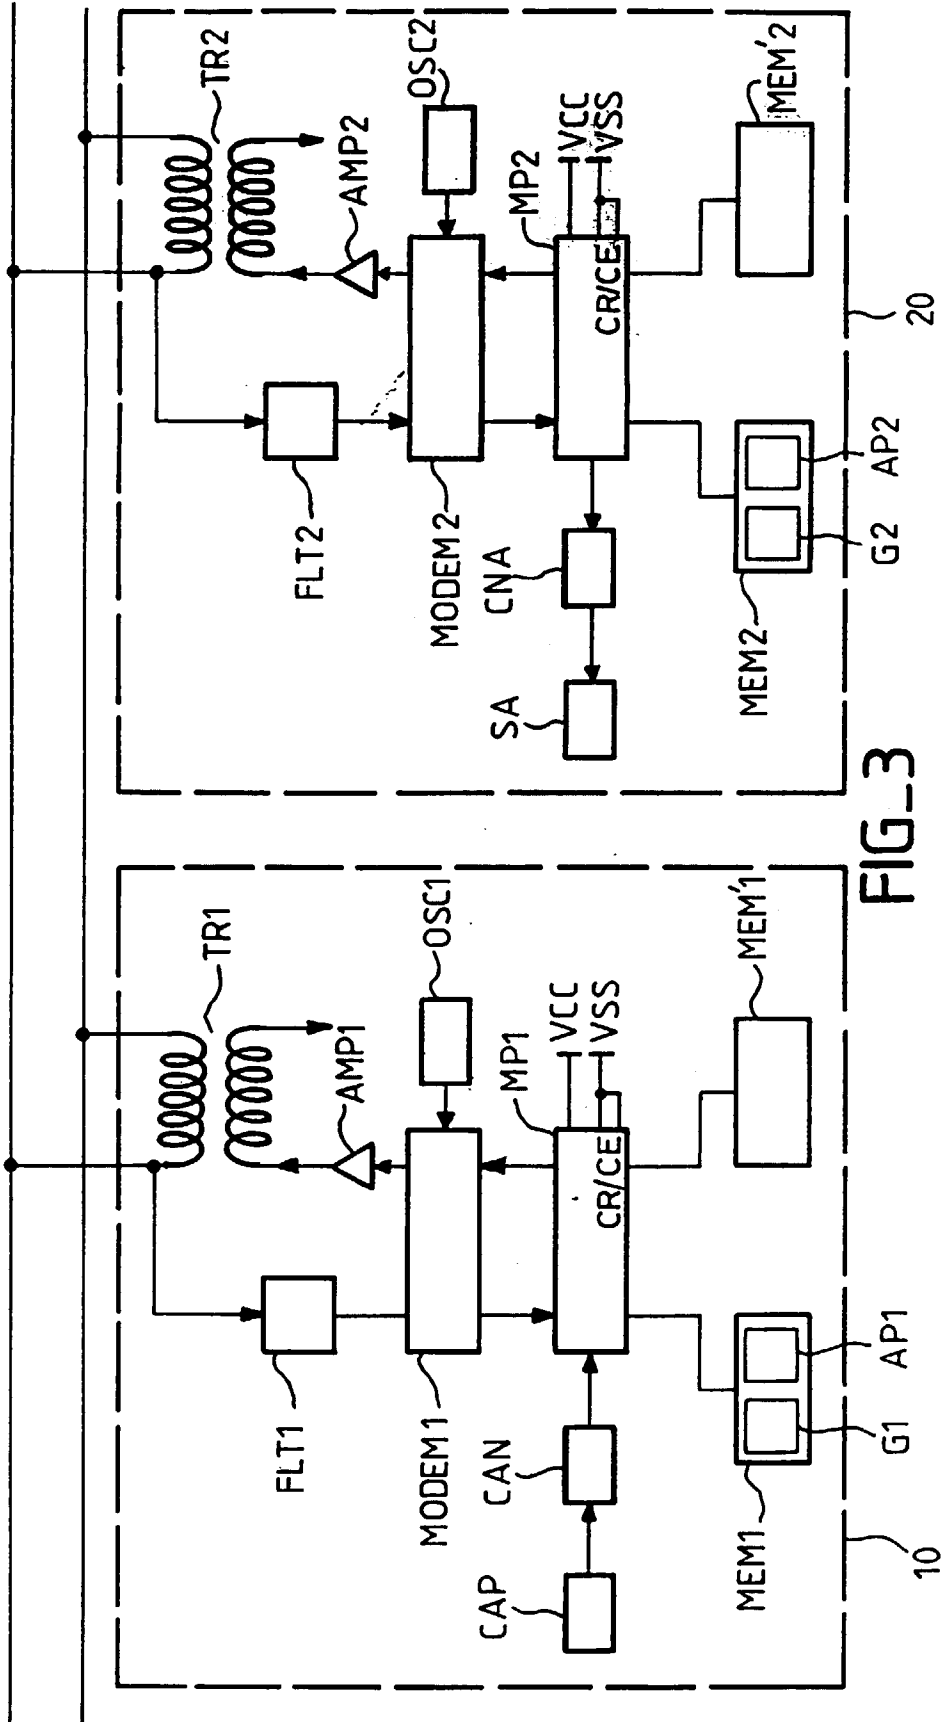 TR1
TR2
AMP1
AMP2
OSC1
OSC2
FLT1
FLT2
MODEM1
MODEM2
MP1
MP2
VCC
VSS
VCC
VSS
CR/CE
CR/CE
CAP
CAN
SA
CNA
MEM1
MEM'1
MEM2
MEM'2
G1
AP1
G2
AP2
10
20
FIG_3